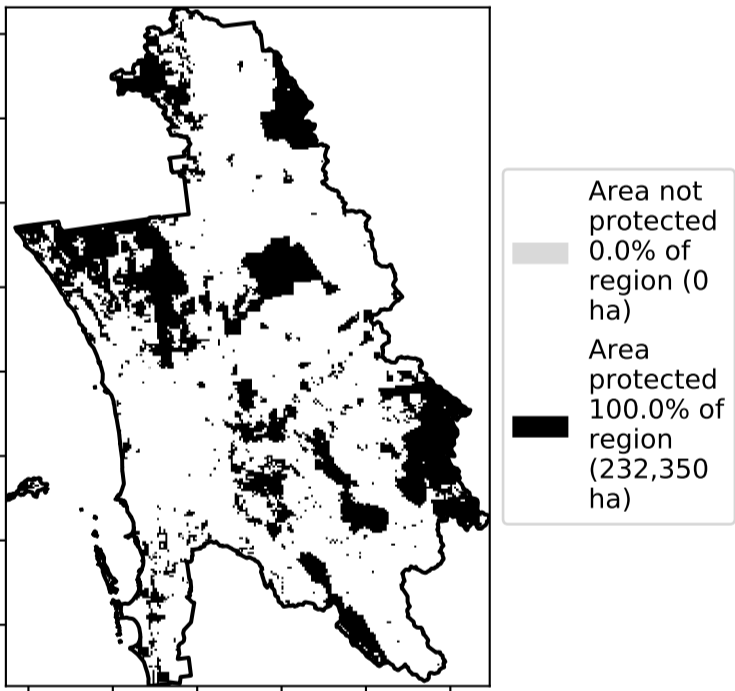 Area not
protected
0.0% of
region (0
ha)
Area
protected
100.0% of
region
(232,350
ha)